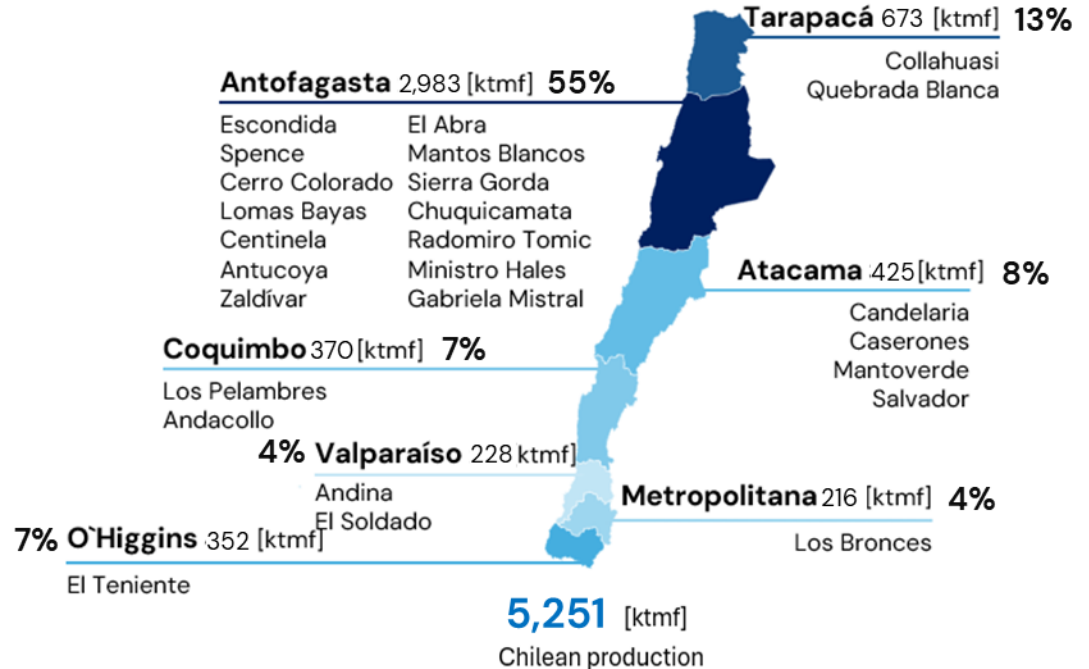 Tarapacá 673 [ktmf] 13%
Collahuasi
Quebrada Blanca
Antofagasta 2,983 [ktmf] 55%
Escondida El Abra
Spence Mantos Blancos
Cerro Colorado Sierra Gorda
Lomas Bayas Chuquicamata
Centinela Radomiro Tomic
Antucoya Ministro Hales
Zaldívar Gabriela Mistral
Atacama 425 [ktmf] 8%
Candelaria
Caserones
Mantoverde
Salvador
Coquimbo 370 [ktmf] 7%
Los Pelambres
Andacollo
4% Valparaíso 228 ktmf]
Andina
El Soldado
Metropolitana 216 [ktmf] 4%
Los Bronces
7% O`Higgins 352 [ktmf]
El Teniente
5,251 [ktmf]
Chilean production